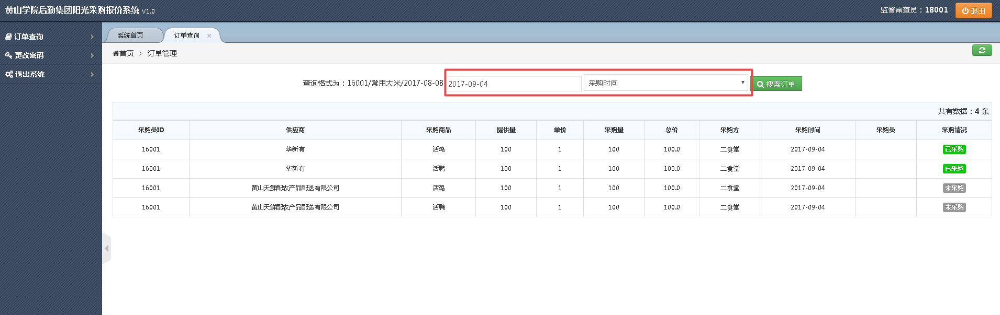 黄山学院后勤集团阳光采购报价系统 V1.0
监督审查员：18001
退出
订单查询
更改密码
退出系统
系统首页
订单查询
首页 > 订单管理
查询格式为：16001/常用大米/2017-08-08 2017-09-04 采购时间 搜索订单
共有数据：4 条
采购员ID 供应商 采购商品 提供量 单价 采购量 总价 采购方 采购时间 采购员 采购情况
16001 华新有 活鸡 100 1 100 100.0 二食堂 2017-09-04 已采购
16001 华新有 活鸭 100 1 100 100.0 二食堂 2017-09-04 已采购
16001 黄山天鲜配农产品配送有限公司 活鸡 100 1 100 100.0 二食堂 2017-09-04 未采购
16001 黄山天鲜配农产品配送有限公司 活鸭 100 1 100 100.0 二食堂 2017-09-04 未采购